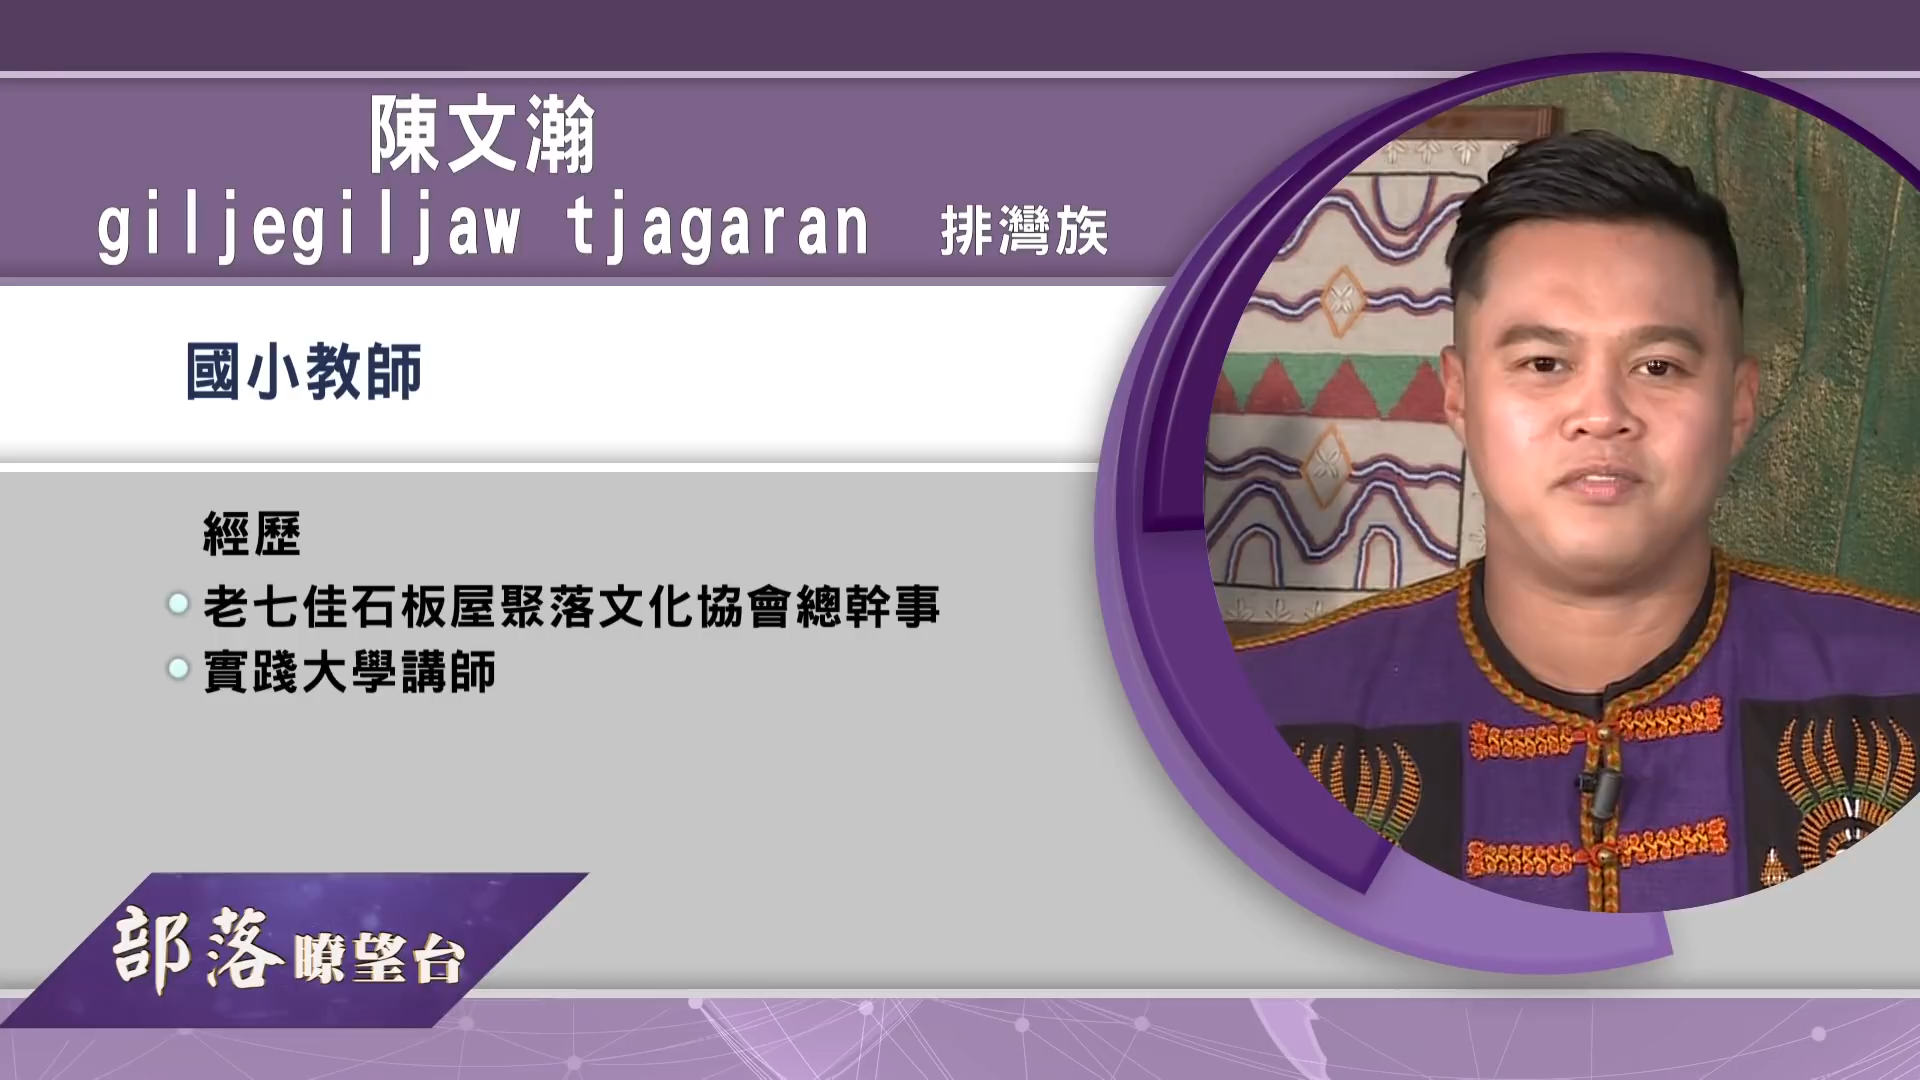 陳文瀚
giljegiljaw tjagaran 排灣族
國小教師
經歷
老七佳石板屋聚落文化協會總幹事
實踐大學講師
部落瞭望台